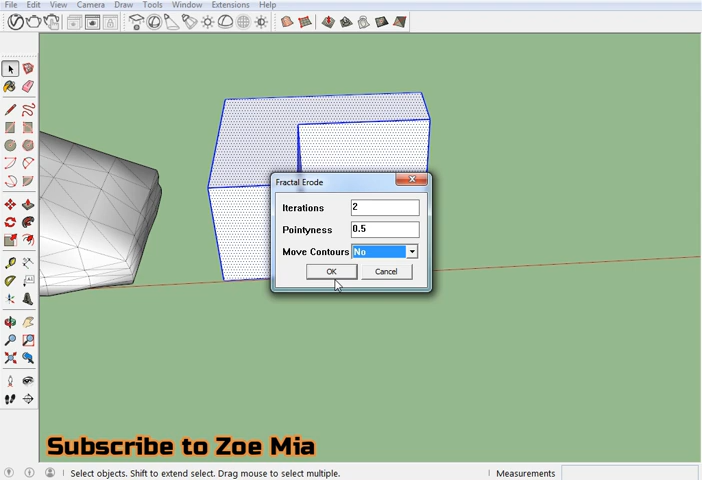 File Edit View Camera Draw Tools Window Extensions Help
Fractal Erode
Iterations 2
Pointyness 0.5
Move Contours No
OK Cancel
Subscribe to Zoe Mia
Select objects. Shift to extend select. Drag mouse to select multiple. Measurements